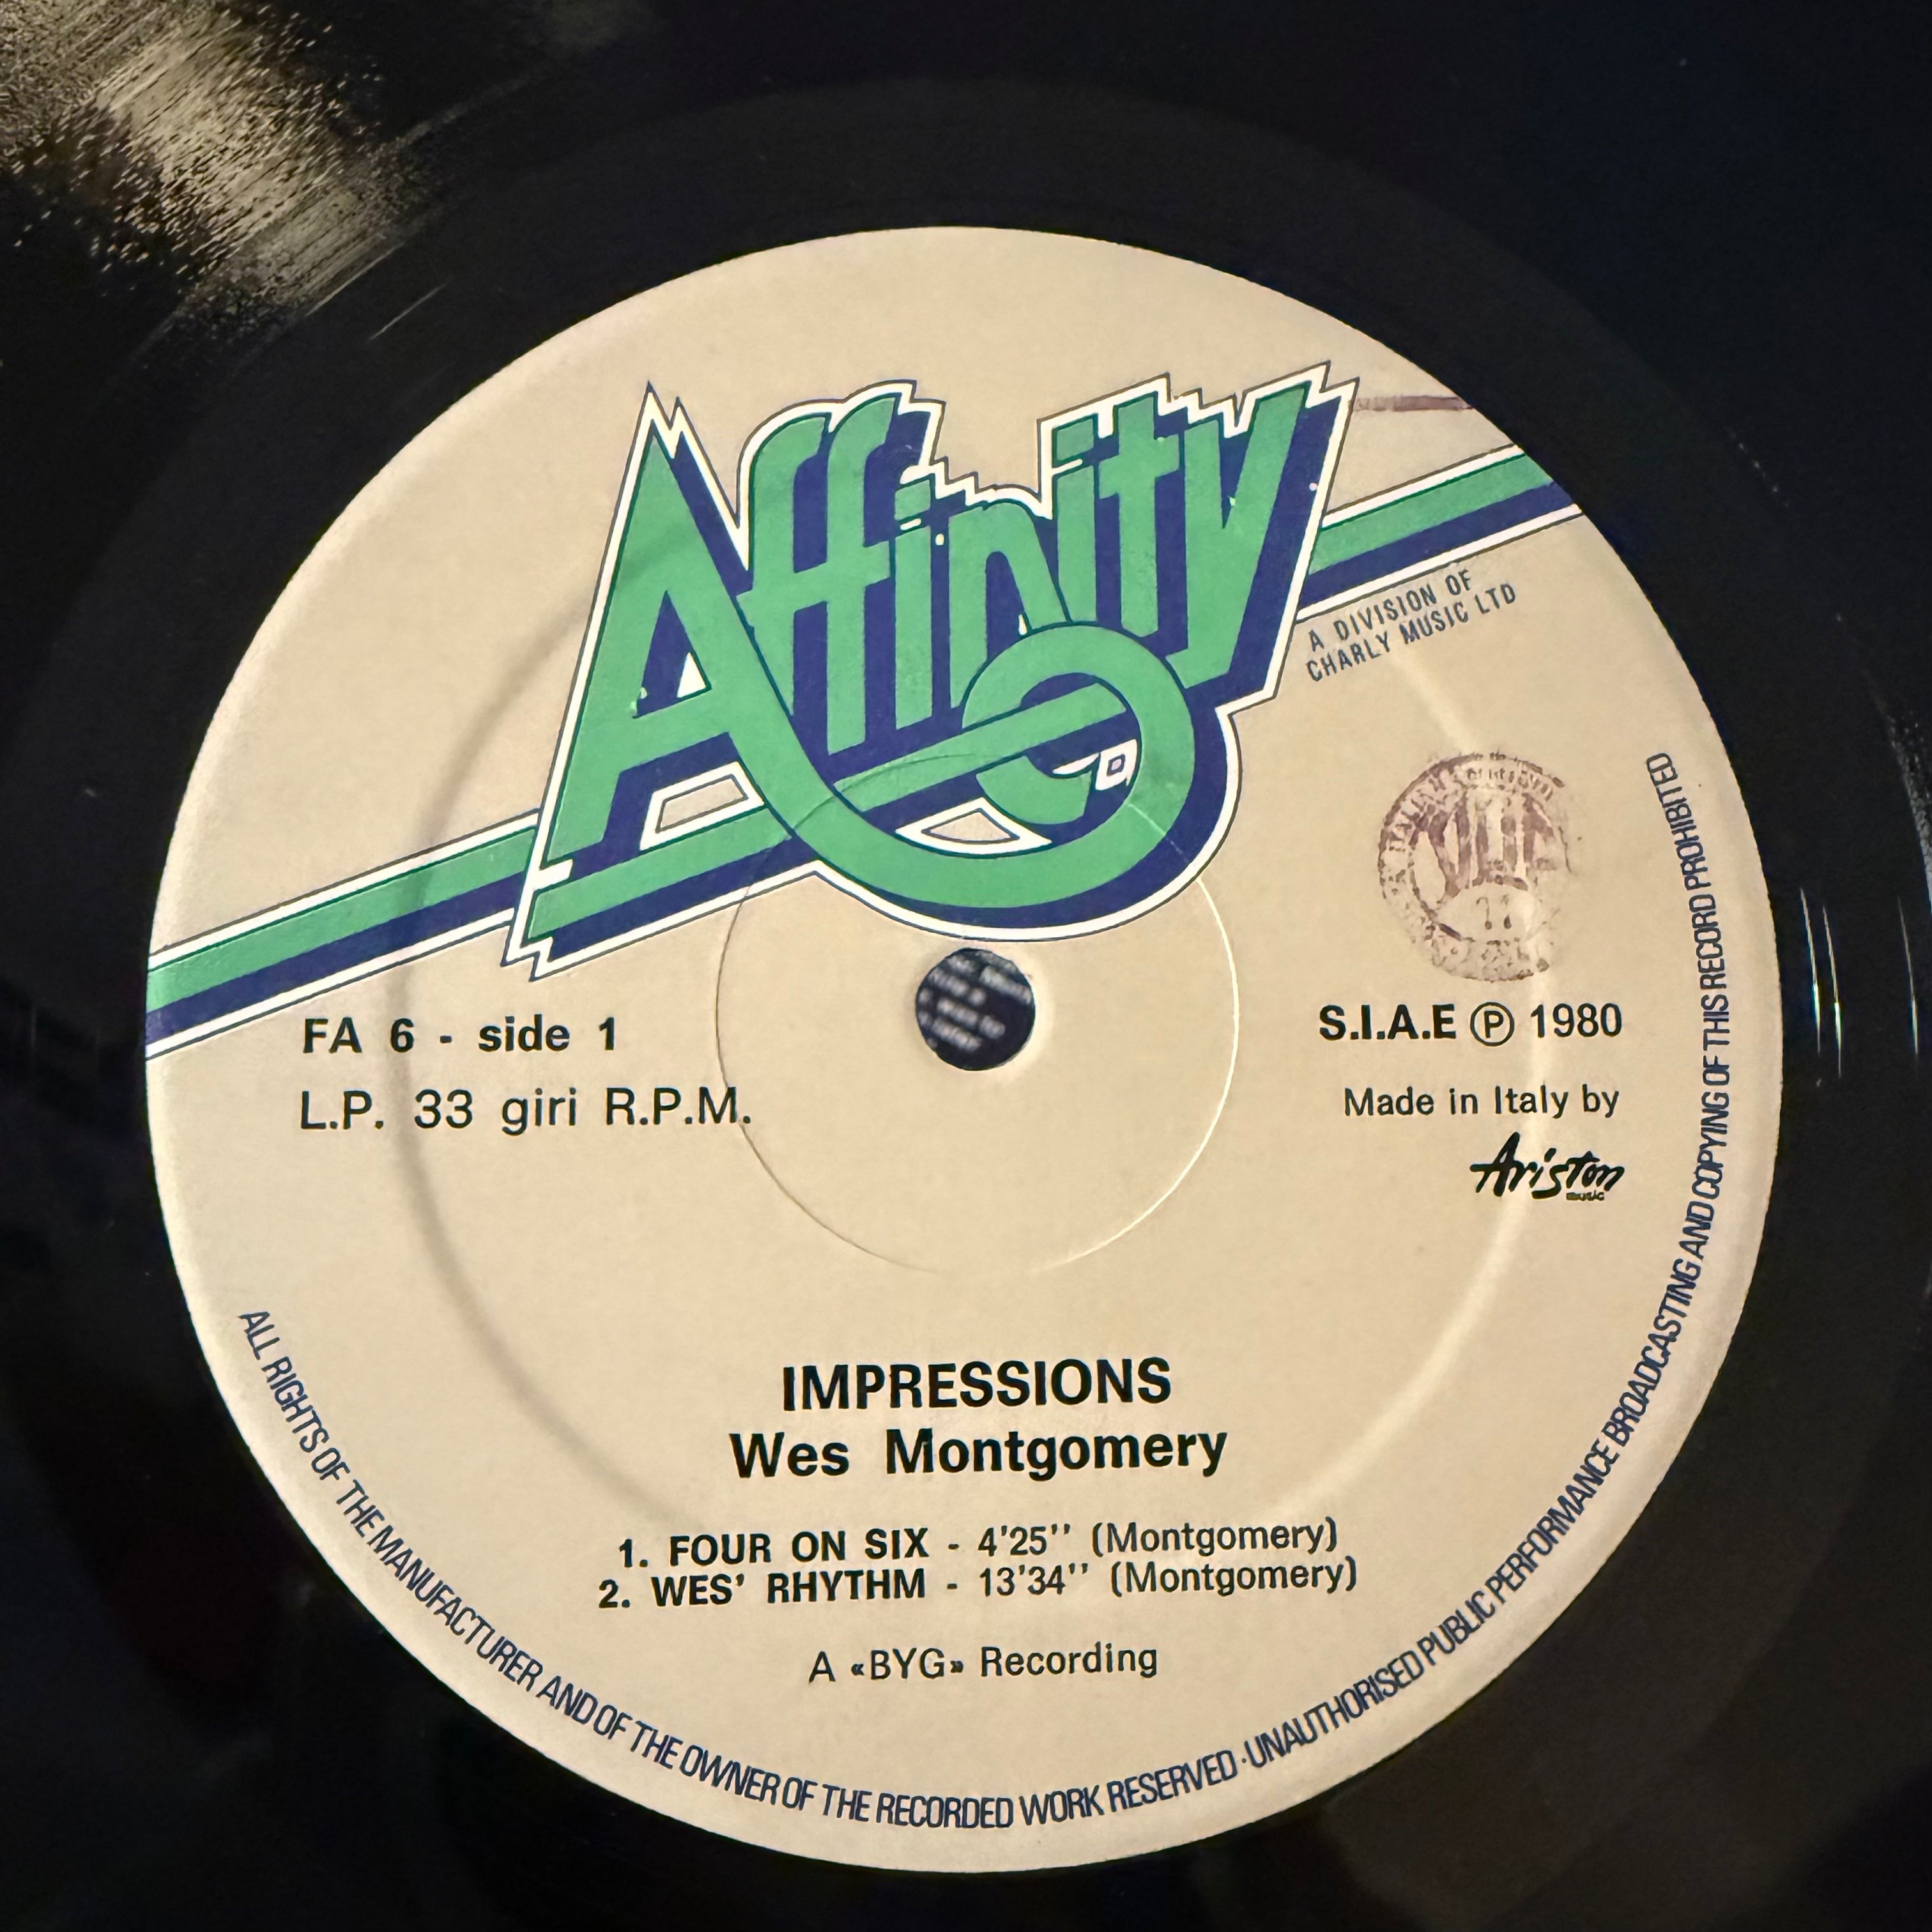 Affinity
A DIVISION OF
CHARLY MUSIC LTD
FA 6 - side 1
L.P. 33 giri R.P.M.
S.I.A.E Ⓟ 1980
Made in Italy by
Ariston
music
IMPRESSIONS
Wes Montgomery
1. FOUR ON SIX - 4'25'' (Montgomery)
2. WES' RHYTHM - 13'34'' (Montgomery)
A «BYG» Recording
ALL RIGHTS OF THE MANUFACTURER AND OF THE OWNER OF THE RECORDED WORK RESERVED · UNAUTHORISED PUBLIC PERFORMANCE BROADCASTING AND COPYING OF THIS RECORD PROHIBITED